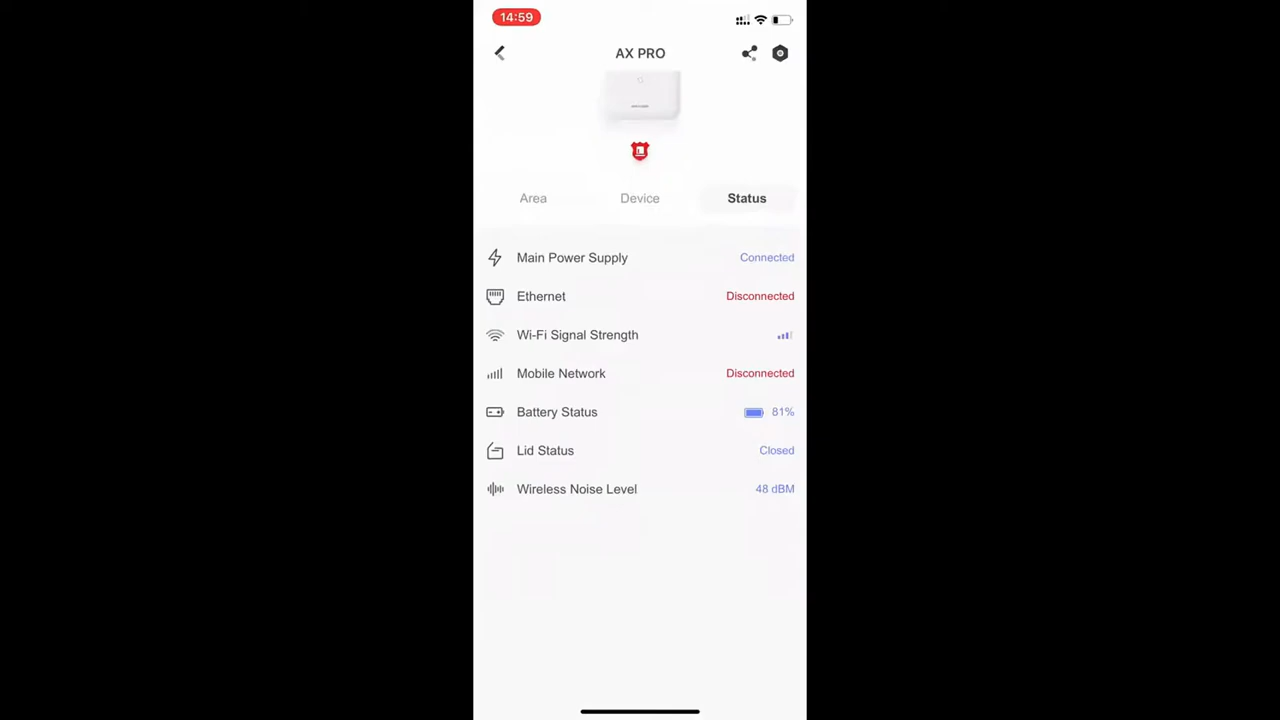 14:59
AX PRO
Area Device Status
Main Power Supply Connected
Ethernet Disconnected
Wi-Fi Signal Strength
Mobile Network Disconnected
Battery Status 81%
Lid Status Closed
Wireless Noise Level 48 dBM